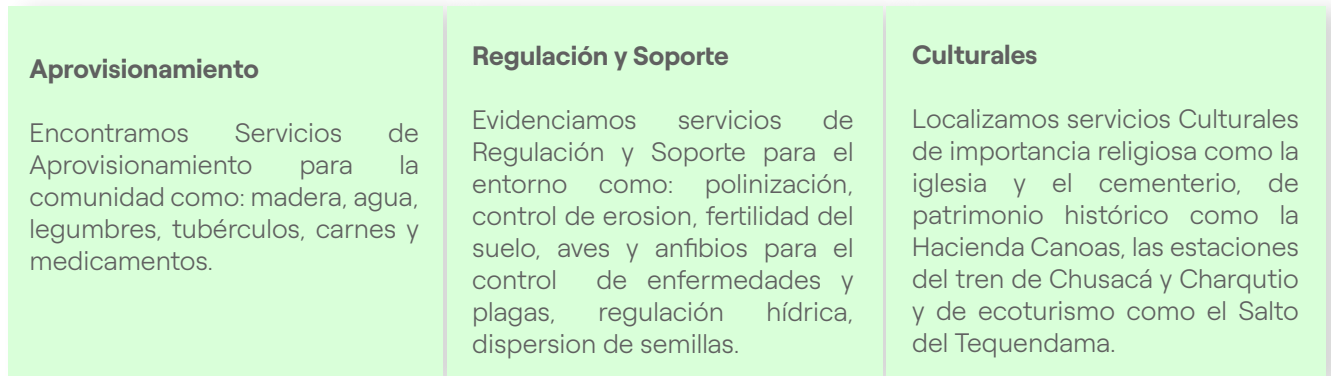 Aprovisionamiento
Encontramos Servicios de
Aprovisionamiento para la
comunidad como: madera, agua,
legumbres, tubérculos, carnes y
medicamentos.
Regulación y Soporte
Evidenciamos servicios de
Regulación y Soporte para el
entorno como: polinización,
control de erosion, fertilidad del
suelo, aves y anfibios para el
control de enfermedades y
plagas, regulación hídrica,
dispersion de semillas.
Culturales
Localizamos servicios Culturales
de importancia religiosa como la
iglesia y el cementerio, de
patrimonio histórico como la
Hacienda Canoas, las estaciones
del tren de Chusacá y Charqutio
y de ecoturismo como el Salto
del Tequendama.